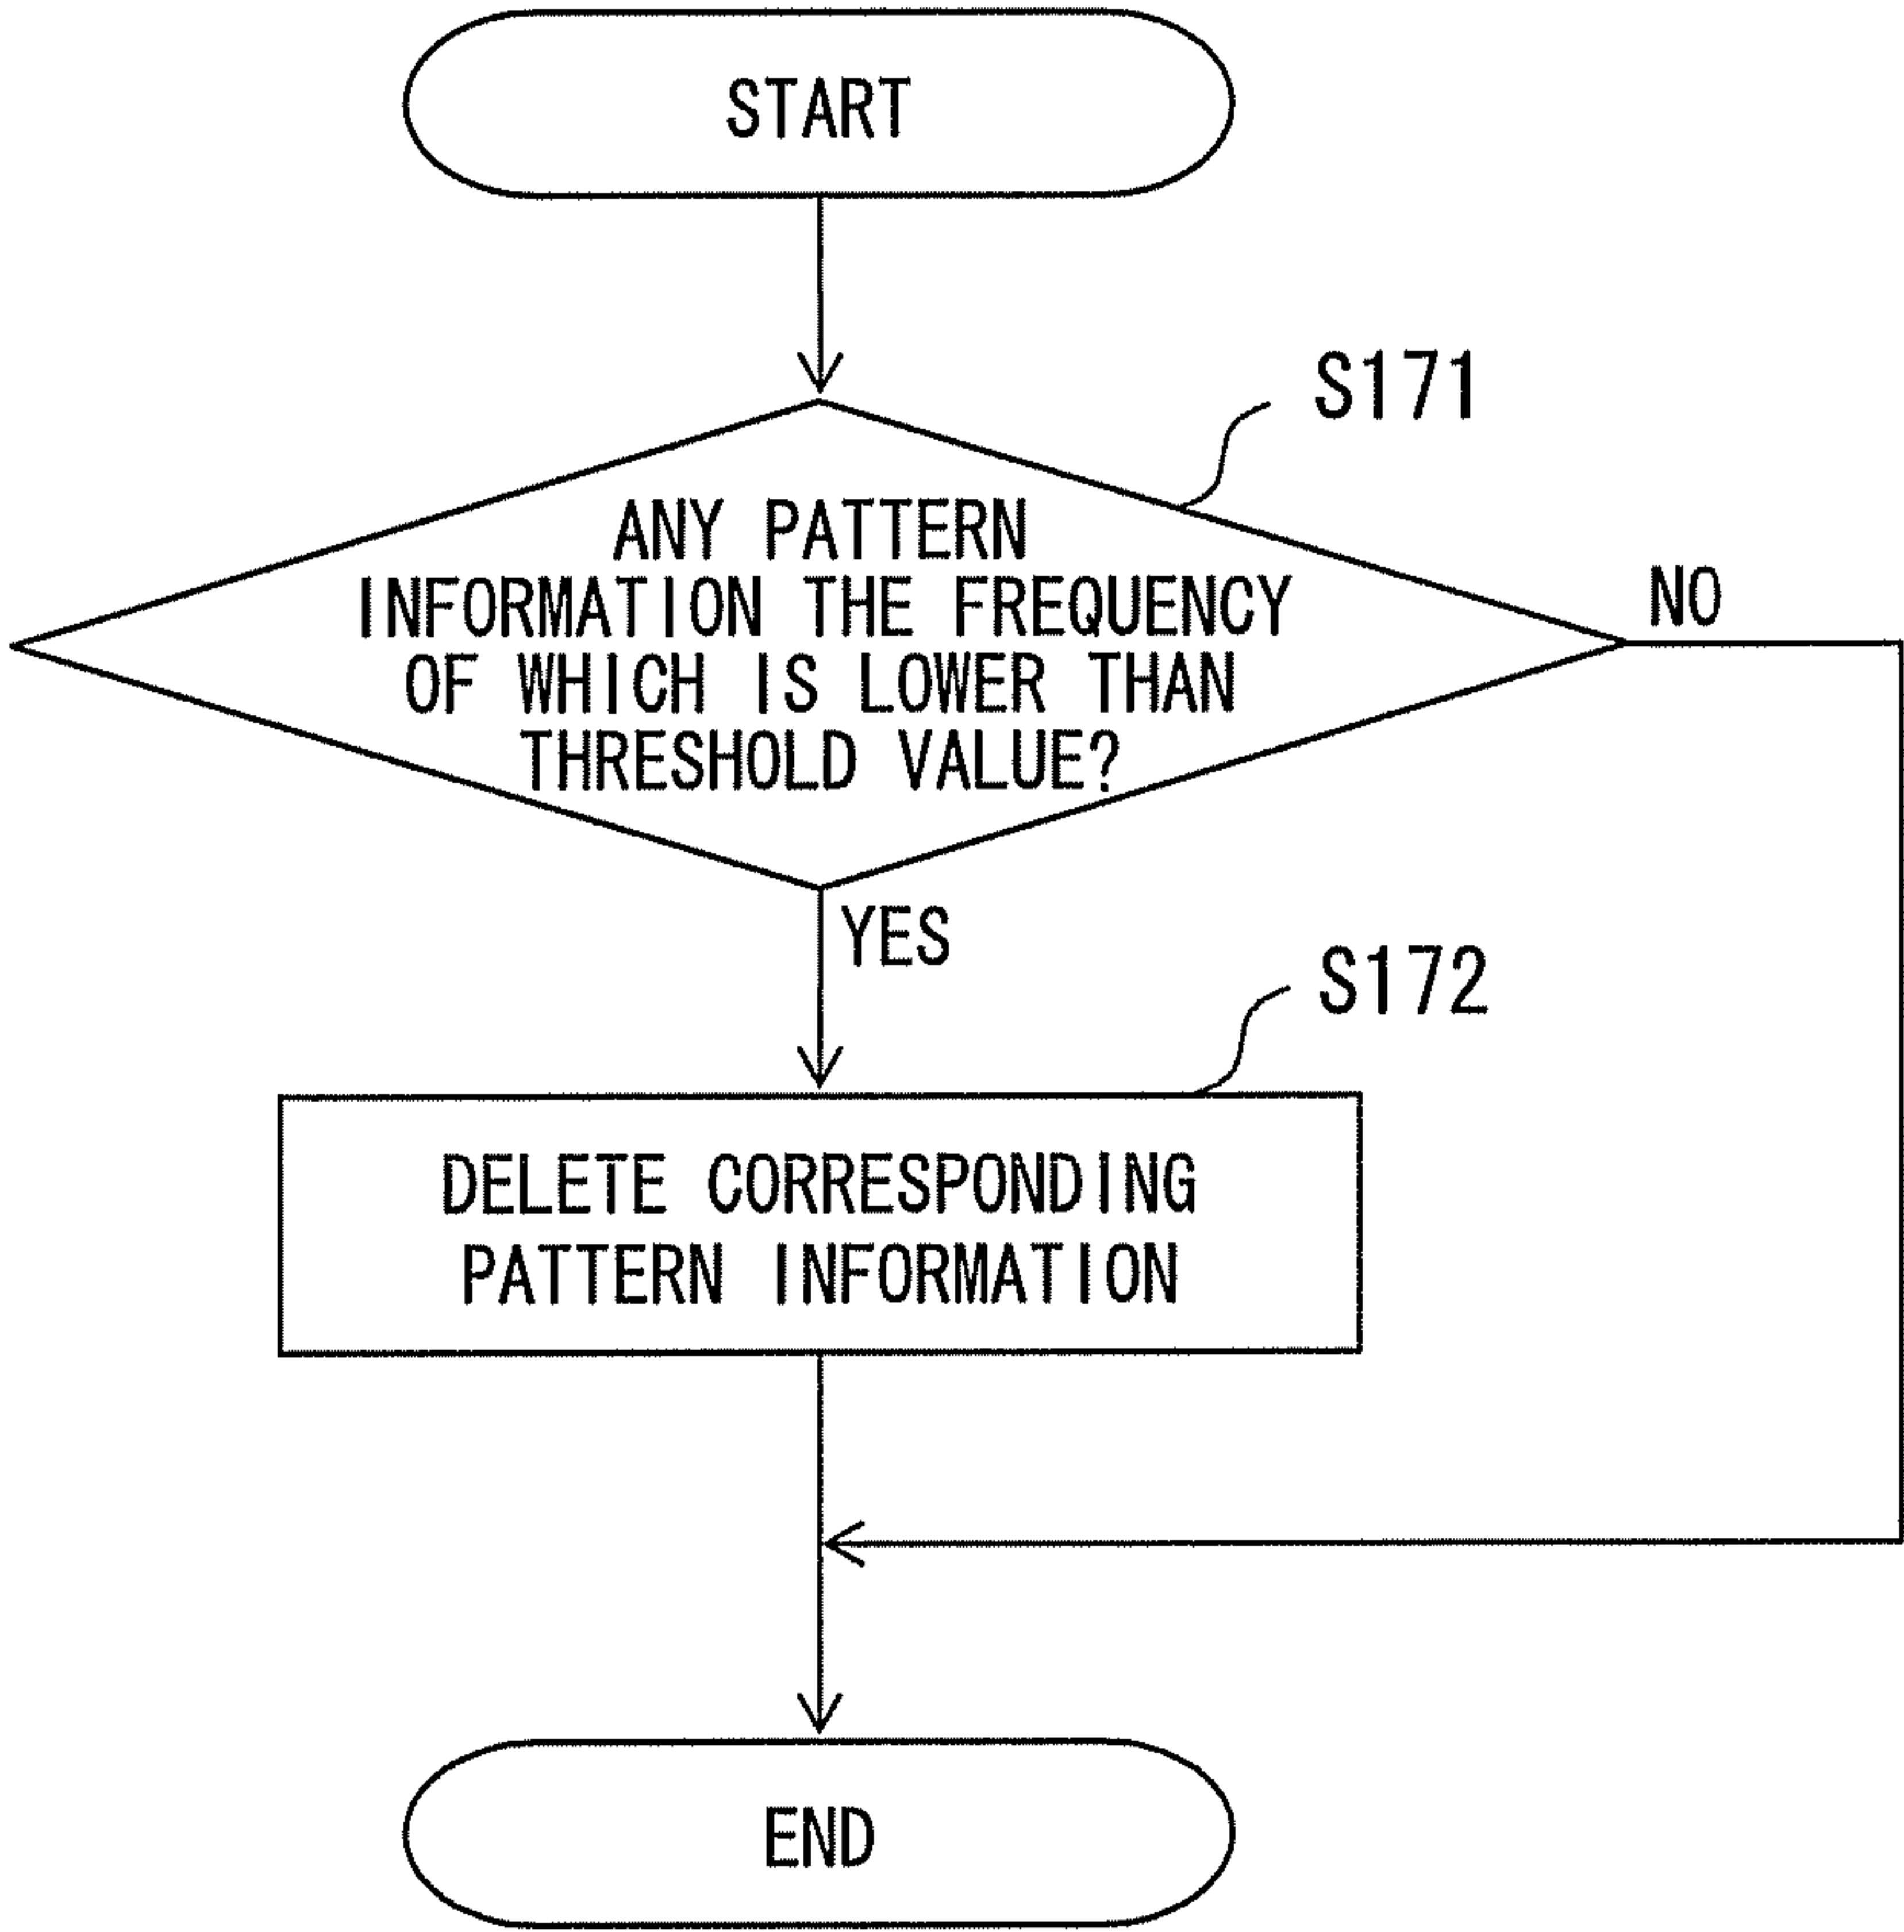 START
S171
ANY PATTERN
INFORMATION THE FREQUENCY
OF WHICH IS LOWER THAN
THRESHOLD VALUE?
NO
YES
S172
DELETE CORRESPONDING
PATTERN INFORMATION
END